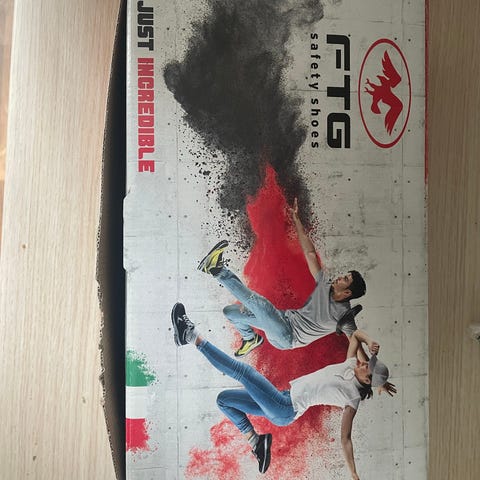 FTG
safety shoes
JUST INCREDIBLE